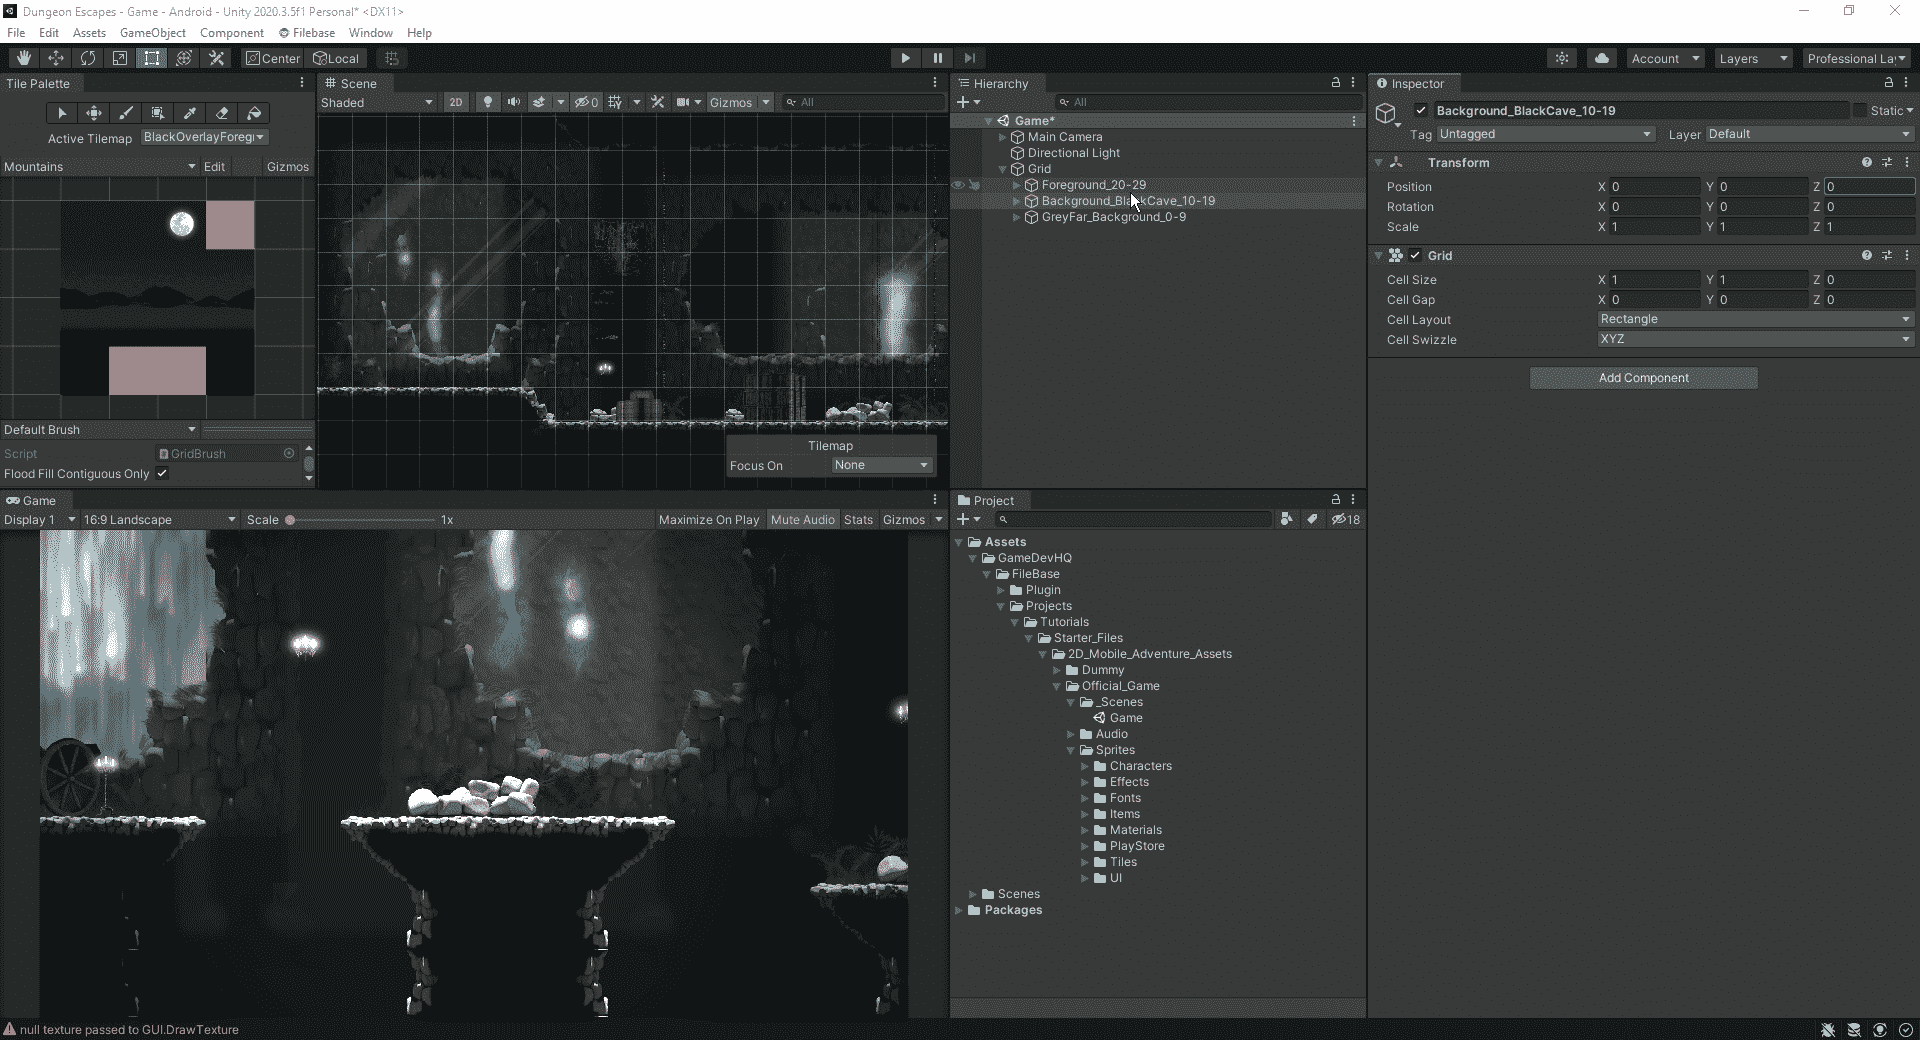 Dungeon Escapes - Game - Android - Unity 2020.3.5f1 Personal* <DX11>
File Edit Assets GameObject Component Filebase Window Help
Center Local Account Layers Professional La
Tile Palette
Active Tilemap BlackOverlayForeg
Mountains Edit Gizmos
Default Brush
Script GridBrush
Flood Fill Contiguous Only
Scene
Shaded 2D 0 Gizmos All
Tilemap
Focus On None
Hierarchy
All
Game*
Main Camera
Directional Light
Grid
Foreground_20-29
Background_BlackCave_10-19
GreyFar_Background_0-9
Inspector
Background_BlackCave_10-19 Static
Tag Untagged Layer Default
Transform
Position X 0 Y 0 Z 0
Rotation X 0 Y 0 Z 0
Scale X 1 Y 1 Z 1
Grid
Cell Size X 1 Y 1 Z 0
Cell Gap X 0 Y 0 Z 0
Cell Layout Rectangle
Cell Swizzle XYZ
Add Component
Game
Display 1 16:9 Landscape Scale 1x Maximize On Play Mute Audio Stats Gizmos
Project
18
Assets
GameDevHQ
FileBase
Plugin
Projects
Tutorials
Starter_Files
2D_Mobile_Adventure_Assets
Dummy
Official_Game
_Scenes
Game
Audio
Sprites
Characters
Effects
Fonts
Items
Materials
PlayStore
Tiles
UI
Scenes
Packages
null texture passed to GUI.DrawTexture